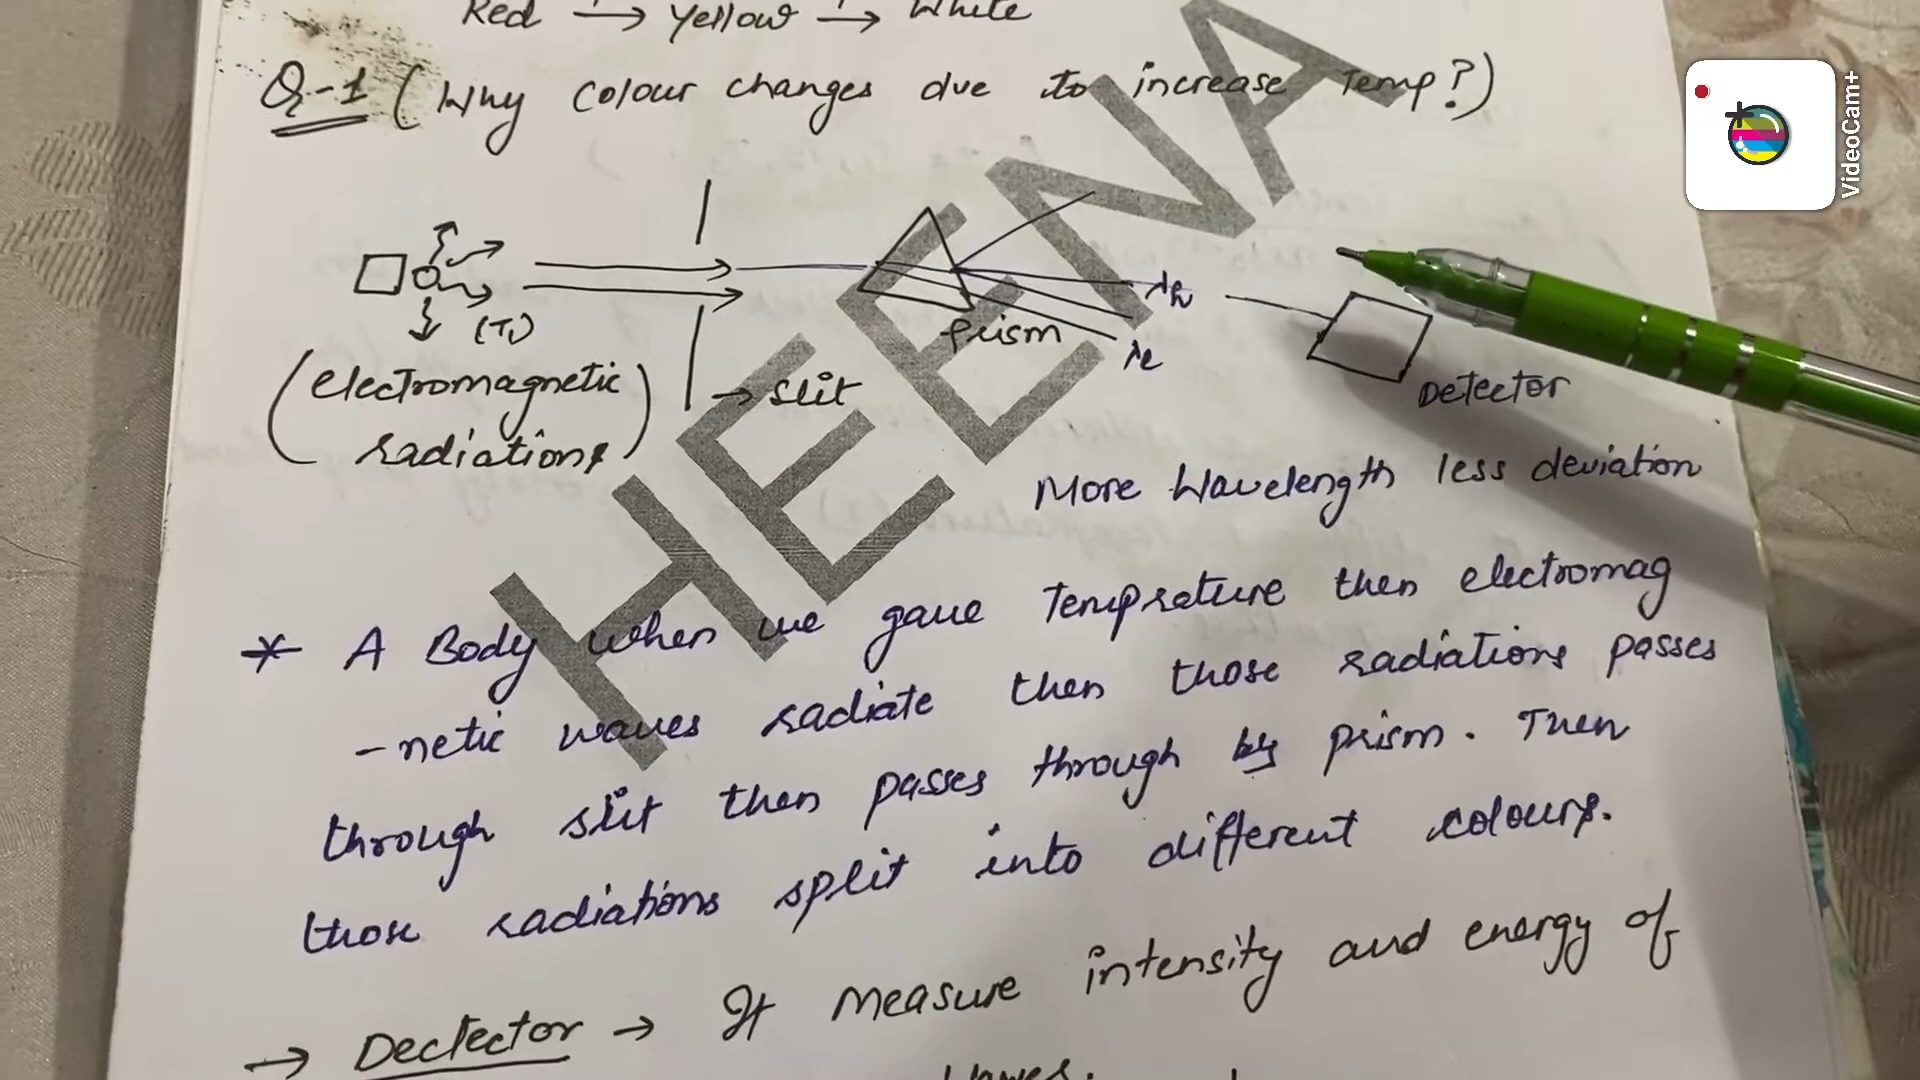 Red → Yellow → White
Q-1 (Why colour changes due to increase Temp?)
(T1)
(electromagnetic radiations)
→ slit
prism
λh
λl
Detector
More wavelength less deviation
* A Body when we gave Temprature then electromag
-netic waves radiate then those radiations passes
through slit then passes through by prism. Then
those radiations split into different colours.
→ Dectector → It measure intensity and energy of
waves.
HEENA
VideoCam+